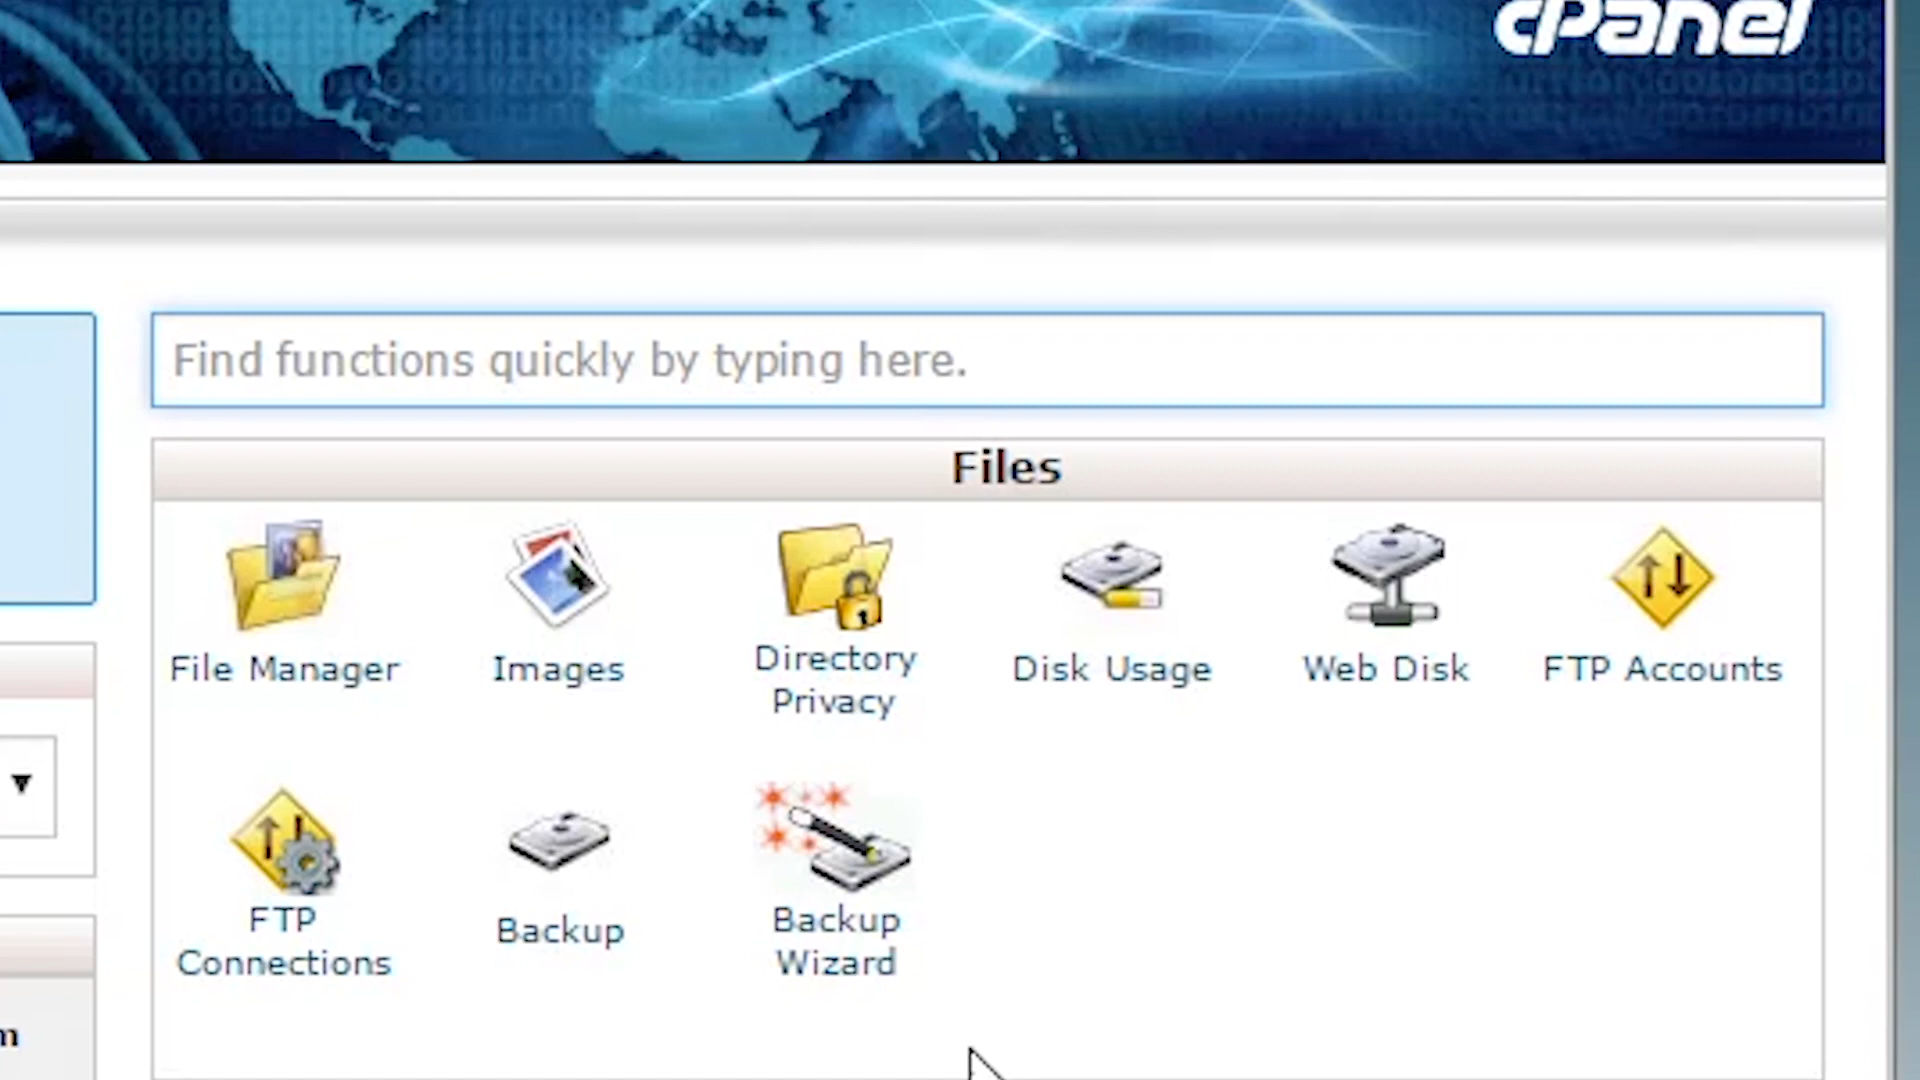 cPanel
Find functions quickly by typing here.
Files
File Manager
Images
Directory
Privacy
Disk Usage
Web Disk
FTP Accounts
FTP
Connections
Backup
Backup
Wizard
m